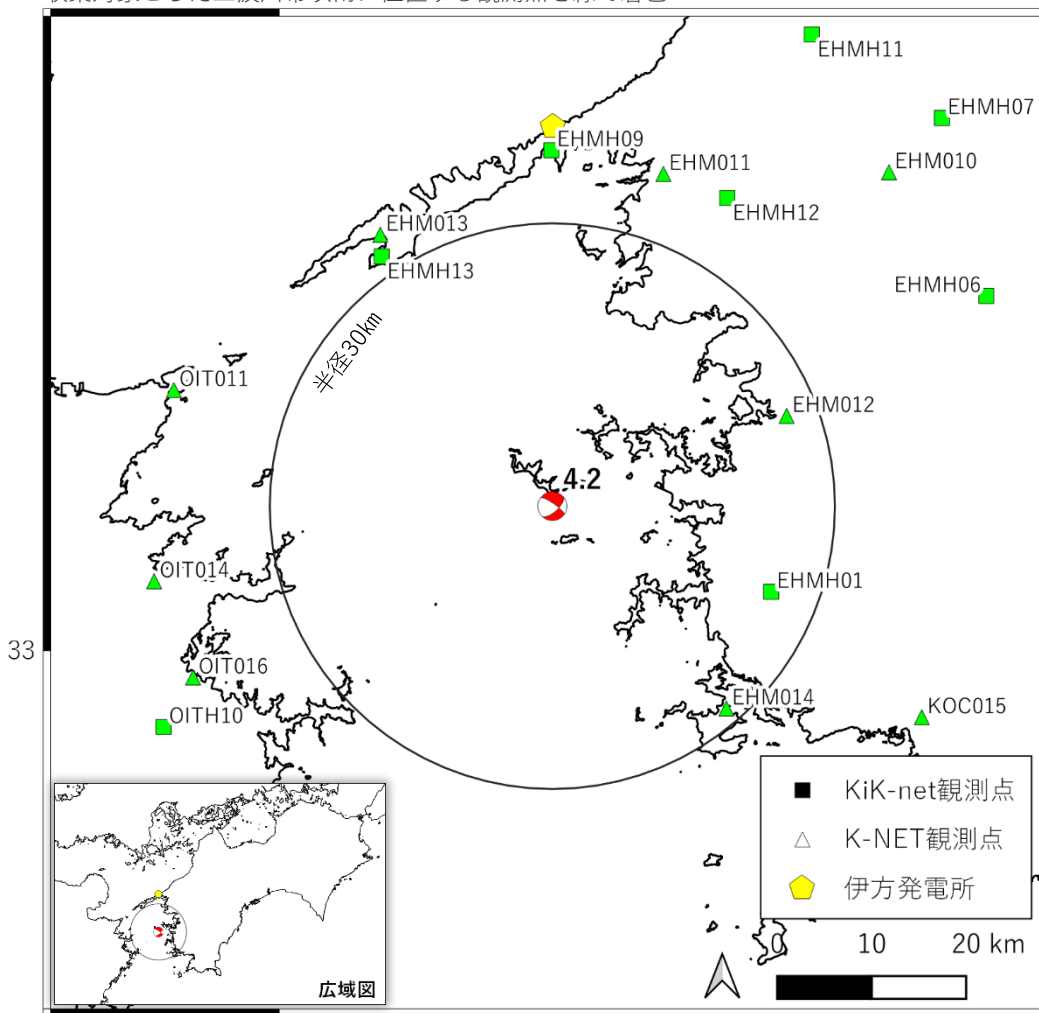 EHMH11
EHMH07
EHMH09
EHM011
EHM010
EHMH12
EHM013
EHMH13
EHMH06
半径30km
OIT011
EHM012
4.2
OIT014
EHMH01
33
OIT016
EHM014
KOC015
OITH10
KiK-net観測点
K-NET観測点
伊方発電所
0 10 20 km
広域図